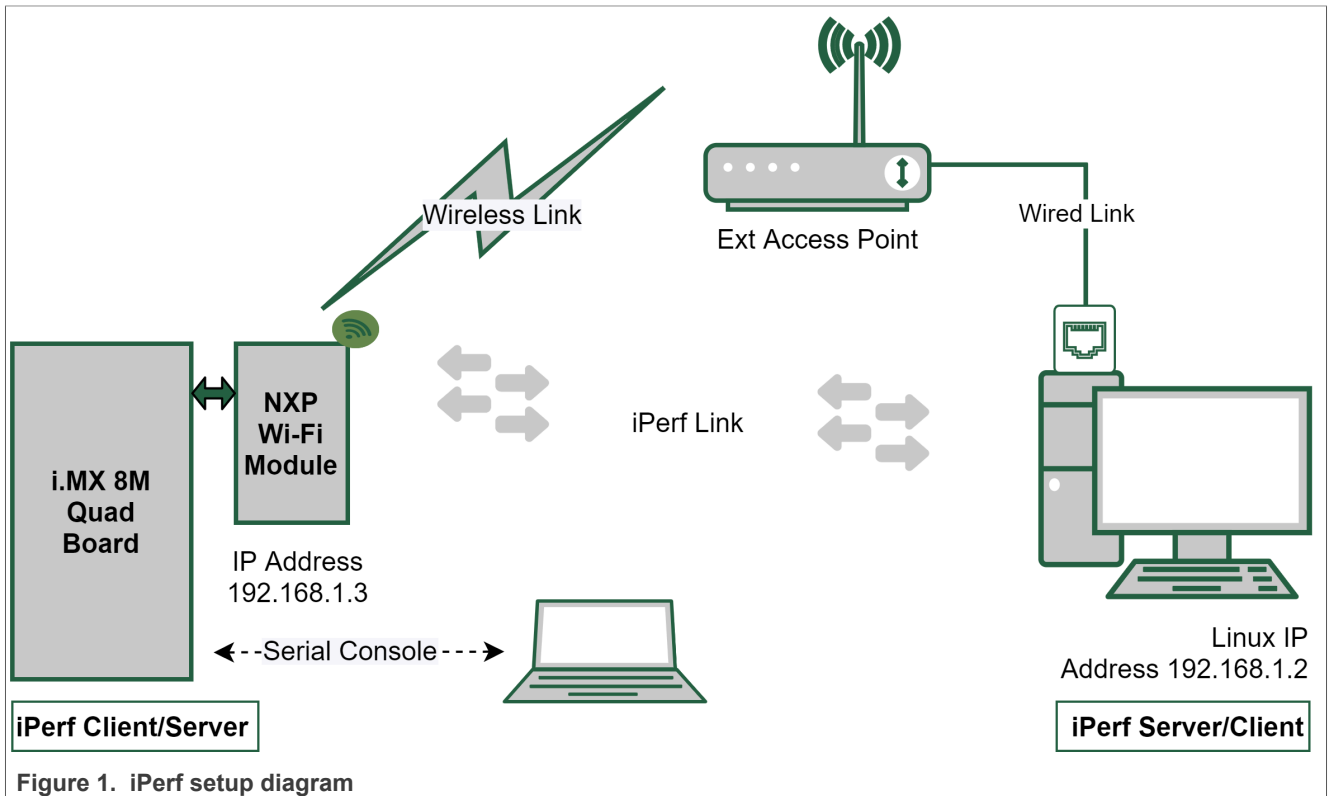 Wireless Link
Ext Access Point
Wired Link
i.MX 8M
Quad
Board
NXP
Wi-Fi
Module
iPerf Link
IP Address
192.168.1.3
Serial Console
Linux IP
Address 192.168.1.2
iPerf Client/Server
iPerf Server/Client
Figure 1. iPerf setup diagram